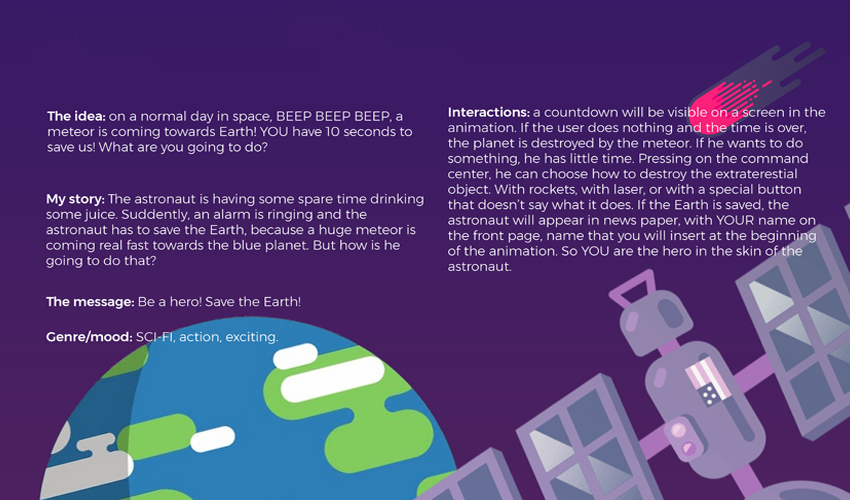 The idea: on a normal day in space, BEEP BEEP BEEP, a
meteor is coming towards Earth! YOU have 10 seconds to
save us! What are you going to do?
My story: The astronaut is having some spare time drinking
some juice. Suddenly, an alarm is ringing and the
astronaut has to save the Earth, because a huge meteor is
coming real fast towards the blue planet. But how is he
going to do that?
The message: Be a hero! Save the Earth!
Genre/mood: SCI-FI, action, exciting.
Interactions: a countdown will be visible on a screen in the
animation. If the user does nothing and the time is over,
the planet is destroyed by the meteor. If he wants to do
something, he has little time. Pressing on the command
center, he can choose how to destroy the extraterestial
object. With rockets, with laser, or with a special button
that doesn't say what it does. If the Earth is saved, the
astronaut will appear in news paper, with YOUR name on
the front page, name that you will insert at the beginning
of the animation. So YOU are the hero in the skin of the
astronaut.